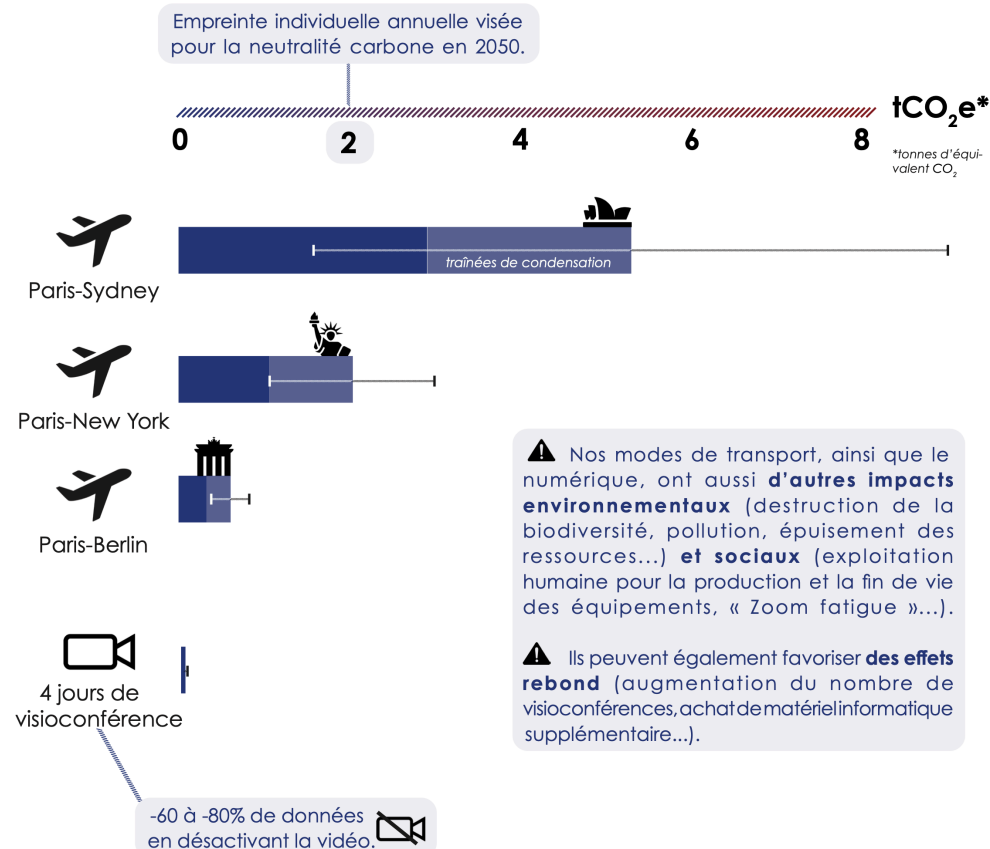 Empreinte individuelle annuelle visée
pour la neutralité carbone en 2050.
tCO₂e*
0 2 4 6 8
*tonnes d'équi-
valent CO₂
traînées de condensation
Paris-Sydney
Paris-New York
Paris-Berlin
⚠ Nos modes de transport, ainsi que le
numérique, ont aussi d'autres impacts
environnementaux (destruction de la
biodiversité, pollution, épuisement des
ressources...) et sociaux (exploitation
humaine pour la production et la fin de vie
des équipements, « Zoom fatigue »...).
⚠ Ils peuvent également favoriser des effets
rebond (augmentation du nombre de
visioconférences, achat de matériel informatique
supplémentaire...).
4 jours de
visioconférence
-60 à -80% de données
en désactivant la vidéo.